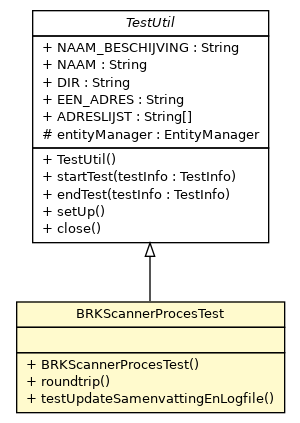 TestUtil
+ NAAM_BESCHIJVING : String
+ NAAM : String
+ DIR : String
+ EEN_ADRES : String
+ ADRESLIJST : String[]
# entityManager : EntityManager
+ TestUtil()
+ startTest(testInfo : TestInfo)
+ endTest(testInfo : TestInfo)
+ setUp()
+ close()
BRKScannerProcesTest
+ BRKScannerProcesTest()
+ roundtrip()
+ testUpdateSamenvattingEnLogfile()